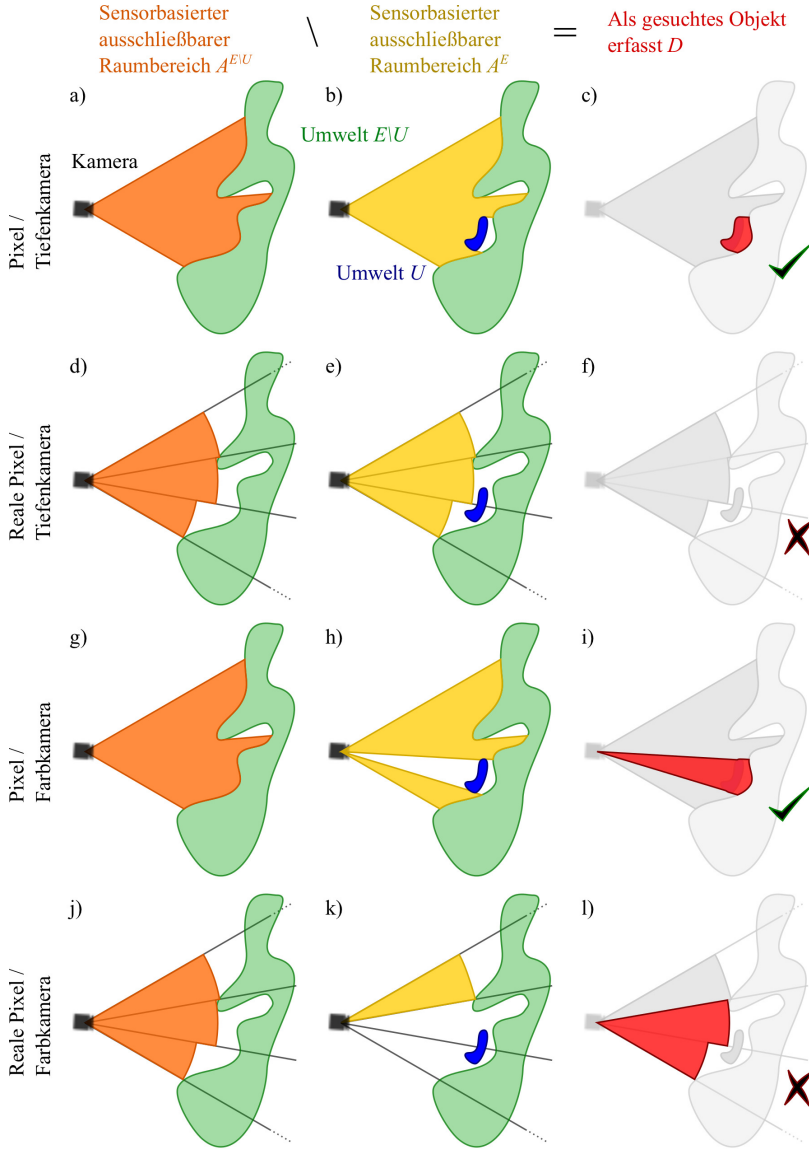 Sensorbasierter
ausschließbarer
Raumbereich A^{E\U}
\
Sensorbasierter
ausschließbarer
Raumbereich A^E
=
Als gesuchtes Objekt
erfasst D
a)
b)
c)
Umwelt E\U
Kamera
Umwelt U
Pixel /
Tiefenkamera
d)
e)
f)
Reale Pixel /
Tiefenkamera
g)
h)
i)
Pixel /
Farbkamera
j)
k)
l)
Reale Pixel /
Farbkamera